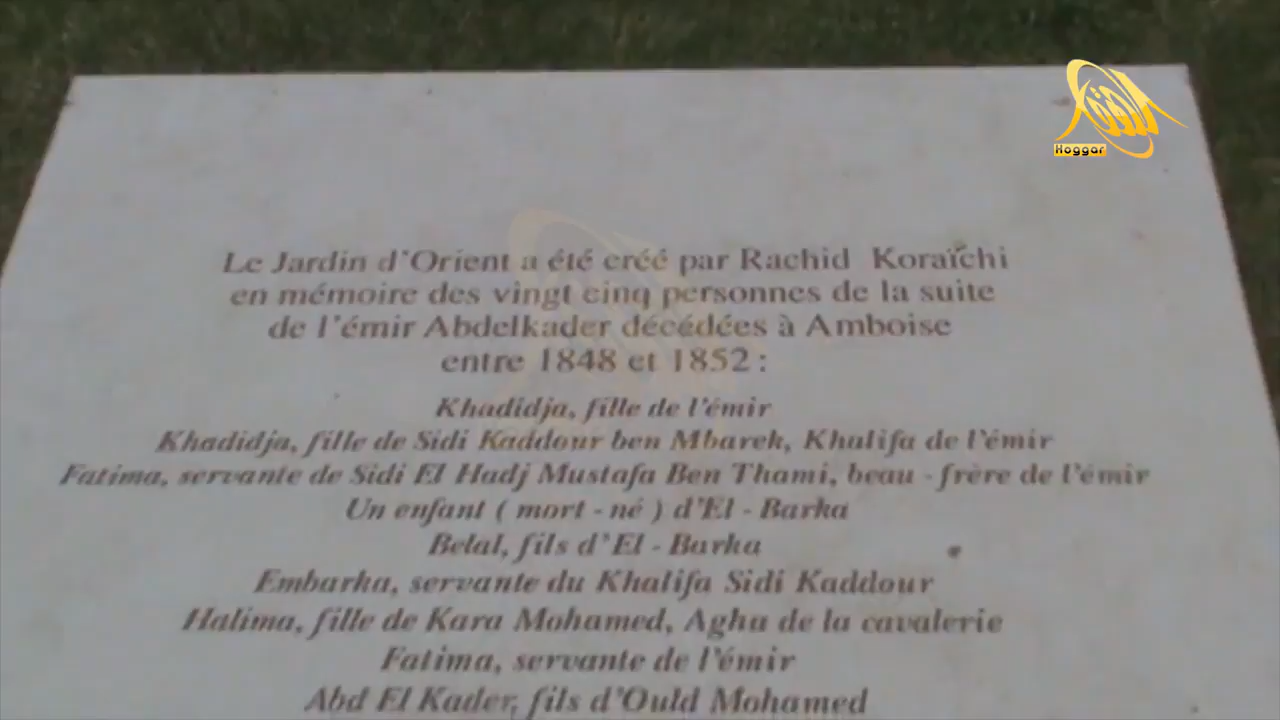 Hoggar
Le Jardin d'Orient a été créé par Rachid Koraïchi
en mémoire des vingt cinq personnes de la suite
de l'émir Abdelkader décédées à Amboise
entre 1848 et 1852 :
Khadidja, fille de l'émir
Khadidja, fille de Sidi Kaddour ben Mbarek, Khalifa de l'émir
Fatima, servante de Sidi El Hadj Mustafa Ben Thami, beau - frère de l'émir
Un enfant ( mort - né ) d'El - Barka
Belal, fils d'El - Barka
Embarka, servante du Khalifa Sidi Kaddour
Halima, fille de Kara Mohamed, Agha de la cavalerie
Fatima, servante de l'émir
Abd El Kader, fils d'Ould Mohamed